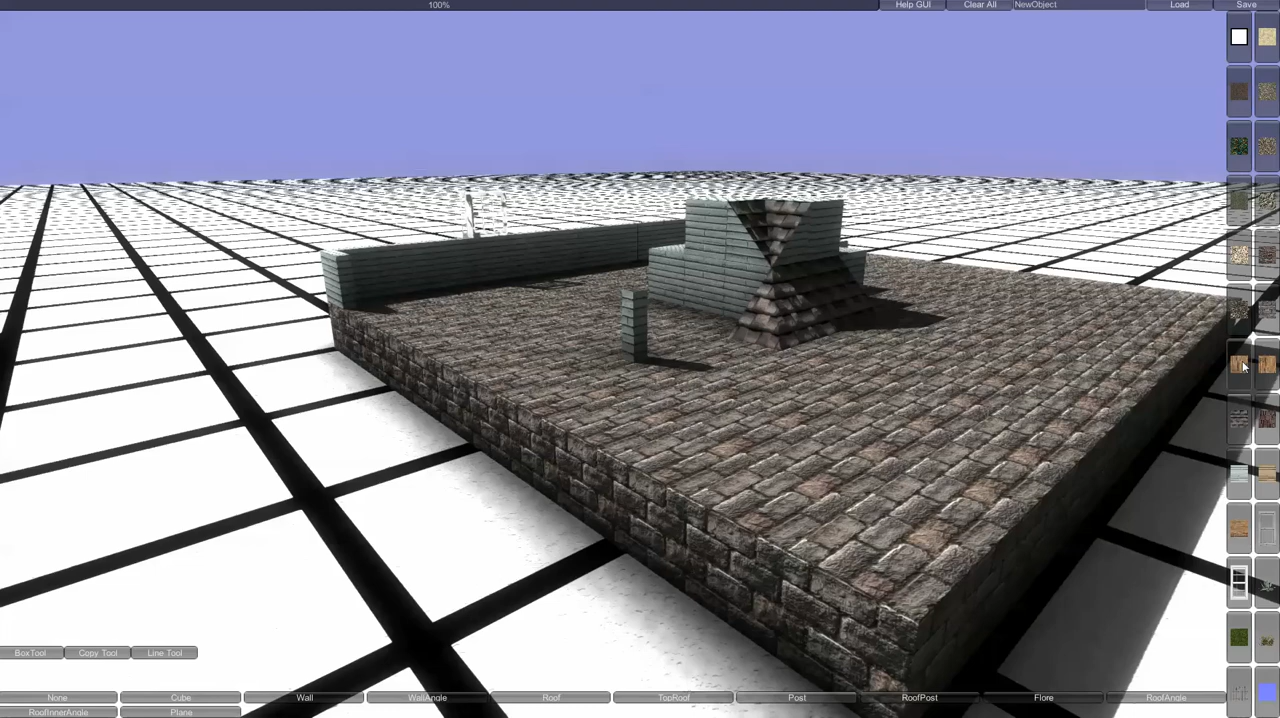 100% Help GUI Clear All NewObject Load Save
BoxTool Copy Tool Line Tool
None Cube Wall WallAngle Roof TopRoof Post RoofPost Flore RoofAngle
RoofInnerAngle Plane